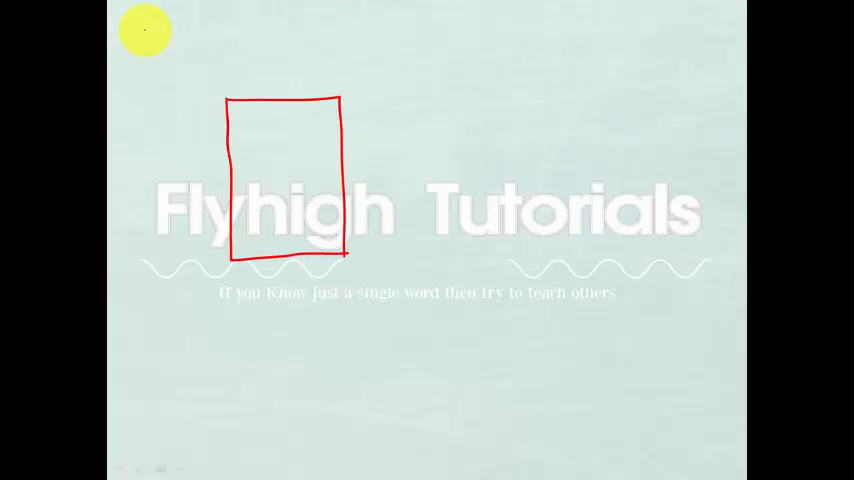 Flyhigh Tutorials
If you Know Just a single word then try to teach others